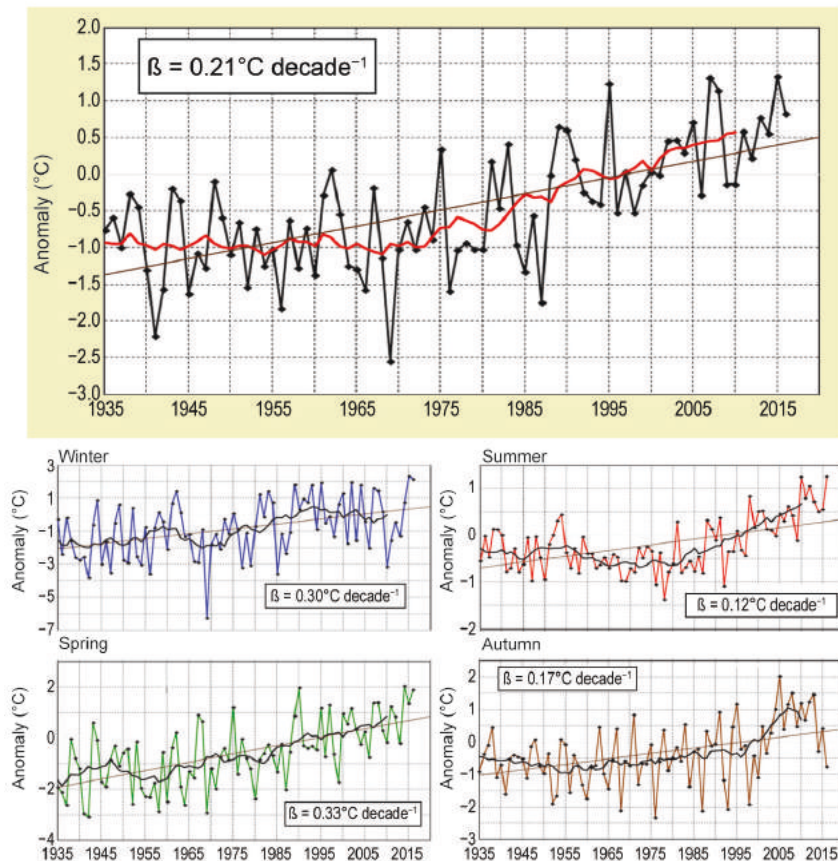 2.0
ß = 0.21°C decade⁻¹
1.5
1.0
0.5
0.0
−0.5
−1.0
−1.5
−2.0
−2.5
−3.0
Anomaly (°C)
1935 1945 1955 1965 1975 1985 1995 2005 2015
Winter
3
1
−1
−3
−5
−7
Anomaly (°C)
ß = 0.30°C decade⁻¹
Summer
1
0
−1
−2
Anomaly (°C)
ß = 0.12°C decade⁻¹
Spring
2
0
−2
−4
Anomaly (°C)
ß = 0.33°C decade⁻¹
1935 1945 1955 1965 1975 1985 1995 2005 2015
Autumn
2
1
0
−1
−2
−3
Anomaly (°C)
ß = 0.17°C decade⁻¹
1935 1945 1955 1965 1975 1985 1995 2005 2015